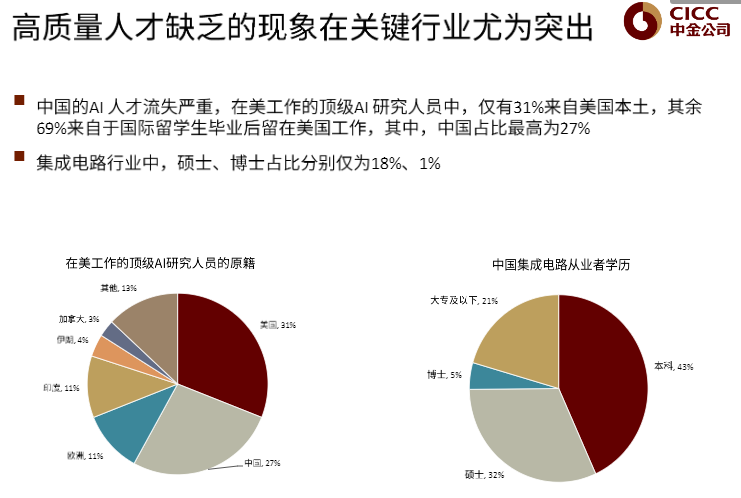 高质量人才缺乏的现象在关键行业尤为突出
CICC
中金公司
中国的AI 人才流失严重，在美工作的顶级AI 研究人员中，仅有31%来自美国本土，其余
69%来自于国际留学生毕业后留在美国工作，其中，中国占比最高为27%
集成电路行业中，硕士、博士占比分别仅为18%、1%
在美工作的顶级AI研究人员的原籍
其他, 13%
加拿大, 3%
伊朗, 4%
印度, 11%
欧洲, 11%
美国, 31%
中国, 27%
中国集成电路从业者学历
大专及以下, 21%
博士, 5%
本科, 43%
硕士, 32%